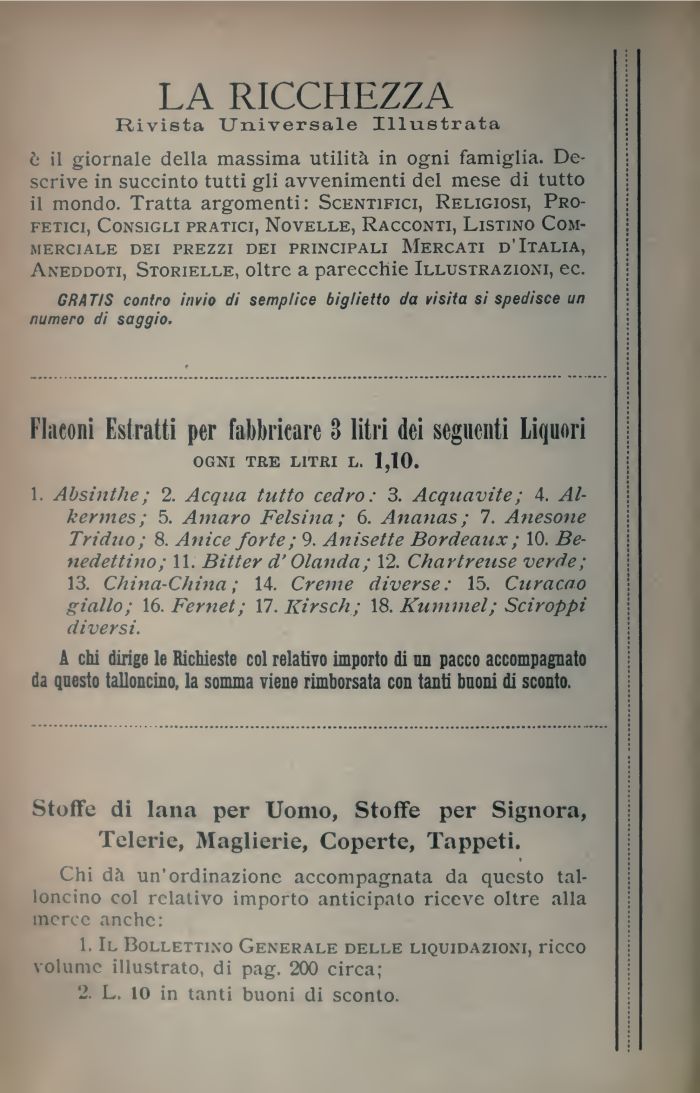 LA RICCHEZZA
Rivista Universale Illustrata
è il giornale della massima utilità in ogni famiglia. De-
scrive in succinto tutti gli avvenimenti del mese di tutto
il mondo. Tratta argomenti: SCENTIFICI, RELIGIOSI, PRO-
FETICI, CONSIGLI PRATICI, NOVELLE, RACCONTI, LISTINO COM-
MERCIALE DEI PREZZI DEI PRINCIPALI MERCATI D'ITALIA,
ANEDDOTI, STORIELLE, oltre a parecchie ILLUSTRAZIONI, ec.
GRATIS contro invio di semplice biglietto da visita si spedisce un
numero di saggio.
Flaconi Estratti per fabbricare 3 litri dei seguenti Liquori
OGNI TRE LITRI L. 1,10.
1. Absinthe; 2. Acqua tutto cedro: 3. Acquavite; 4. Al-
kermes; 5. Amaro Felsina; 6. Ananas; 7. Anesone
Triduo; 8. Anice forte; 9. Anisette Bordeaux; 10. Be-
nedettino; 11. Bitter d'Olanda; 12. Chartreuse verde;
13. China-China; 14. Creme diverse: 15. Curacao
giallo; 16. Fernet; 17. Kirsch; 18. Kummel; Sciroppi
diversi.
A chi dirige le Richieste col relativo importo di un pacco accompagnato
da questo talloncino, la somma viene rimborsata con tanti buoni di sconto.
Stoffe di lana per Uomo, Stoffe per Signora,
Telerie, Maglierie, Coperte, Tappeti.
Chi dà un'ordinazione accompagnata da questo tal-
loncino col relativo importo anticipato riceve oltre alla
merce anche:
1. IL BOLLETTINO GENERALE DELLE LIQUIDAZIONI, ricco
volume illustrato, di pag. 200 circa;
2. L. 10 in tanti buoni di sconto.